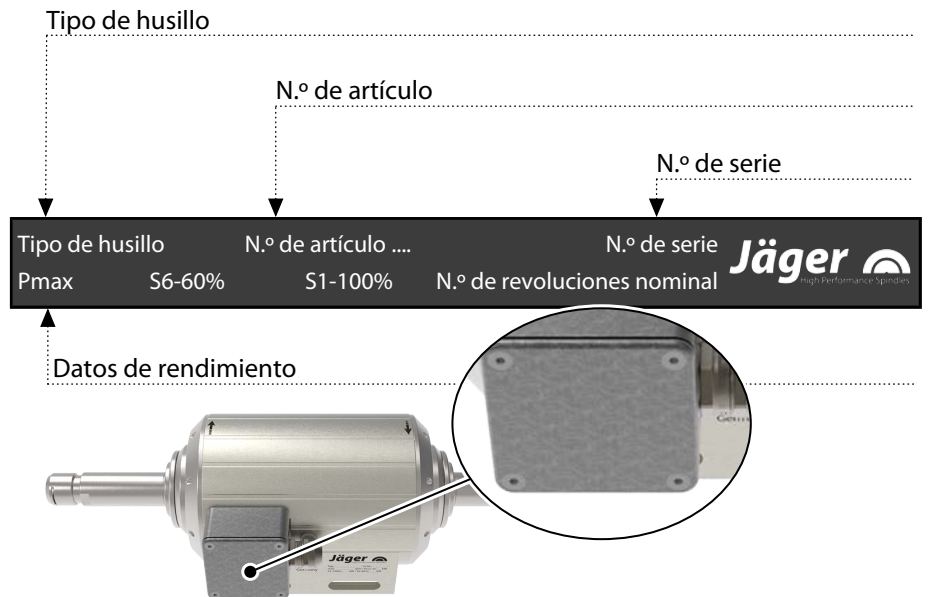 Tipo de husillo
N.º de artículo
N.º de serie
Tipo de husillo N.º de artículo .... N.º de serie
Pmax S6-60% S1-100% N.º de revoluciones nominal
Jäger
High Performance Spindles
Datos de rendimiento
Jäger